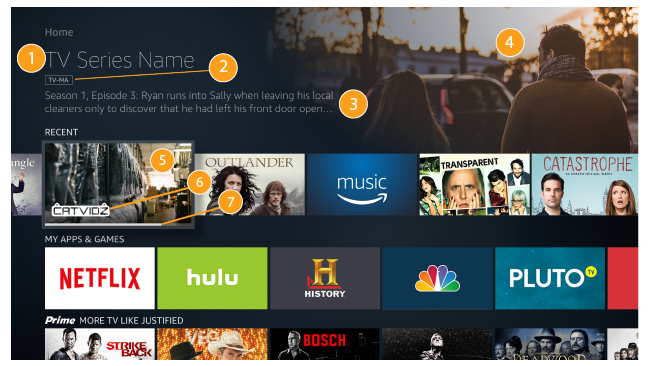 Home
1
TV Series Name
2
4
TV-MA
Season 1, Episode 3: Ryan runs into Sally when leaving his local
3
cleaners only to discover that he had left his front door open...
RECENT
ngle
5
OUTLANDER
music
TRANSPARENT
CATASTROPHE
6
CATVIDZ
7
MY APPS & GAMES
NETFLIX
hulu
H
HISTORY
PLUTO TV
Prime MORE TV LIKE JUSTIFIED
STRIKE
BACK
VEGAS
BOSCH
DEADWOOD